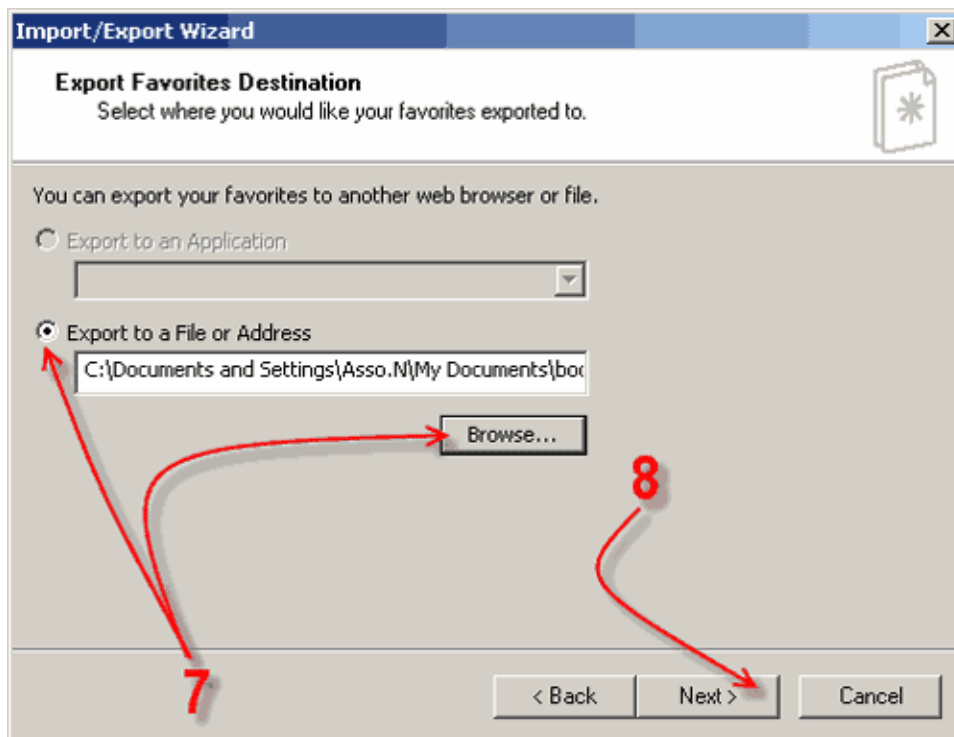 Import/Export Wizard
Export Favorites Destination
Select where you would like your favorites exported to.
You can export your favorites to another web browser or file.
Export to an Application
Export to a File or Address
C:\Documents and Settings\Asso.N\My Documents\boo
Browse...
8
7
< Back
Next >
Cancel